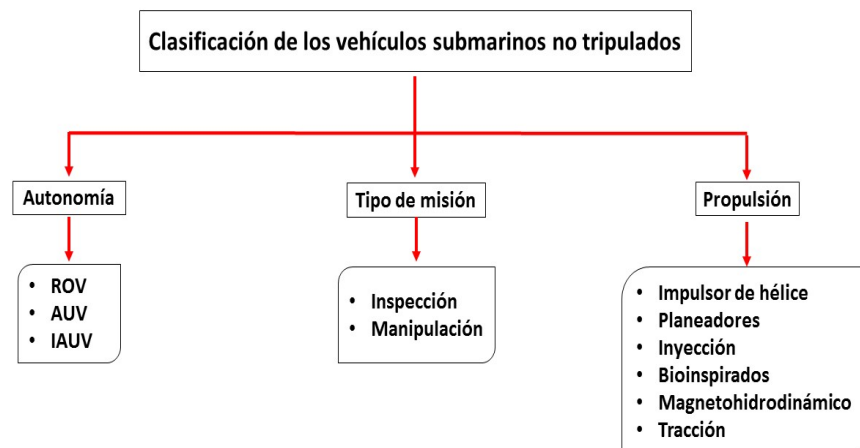 Clasificación de los vehículos submarinos no tripulados
Autonomía
• ROV
• AUV
• IAUV
Tipo de misión
• Inspección
• Manipulación
Propulsión
• Impulsor de hélice
• Planeadores
• Inyección
• Bioinspirados
• Magnetohidrodinámico
• Tracción